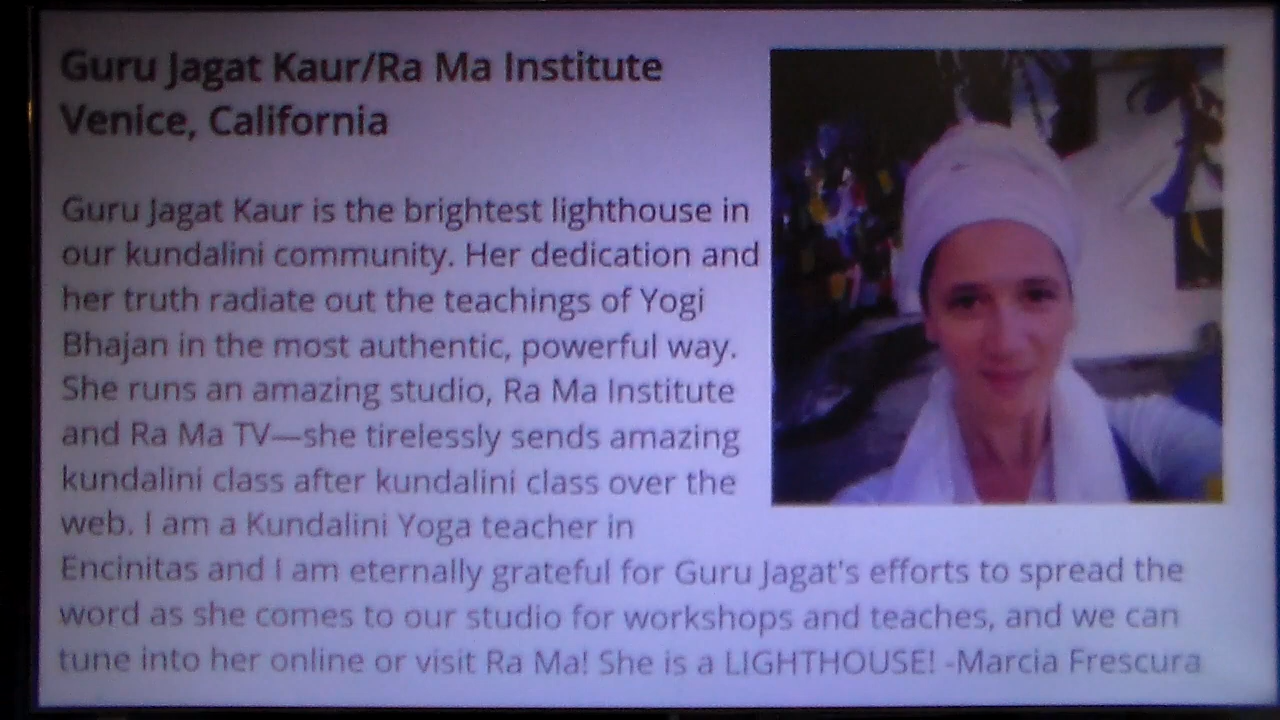 Guru Jagat Kaur/Ra Ma Institute
Venice, California
Guru Jagat Kaur is the brightest lighthouse in
our kundalini community. Her dedication and
her truth radiate out the teachings of Yogi
Bhajan in the most authentic, powerful way.
She runs an amazing studio, Ra Ma Institute
and Ra Ma TV—she tirelessly sends amazing
kundalini class after kundalini class over the
web. I am a Kundalini Yoga teacher in
Encinitas and I am eternally grateful for Guru Jagat's efforts to spread the
word as she comes to our studio for workshops and teaches, and we can
tune into her online or visit Ra Ma! She is a LIGHTHOUSE! -Marcia Frescura